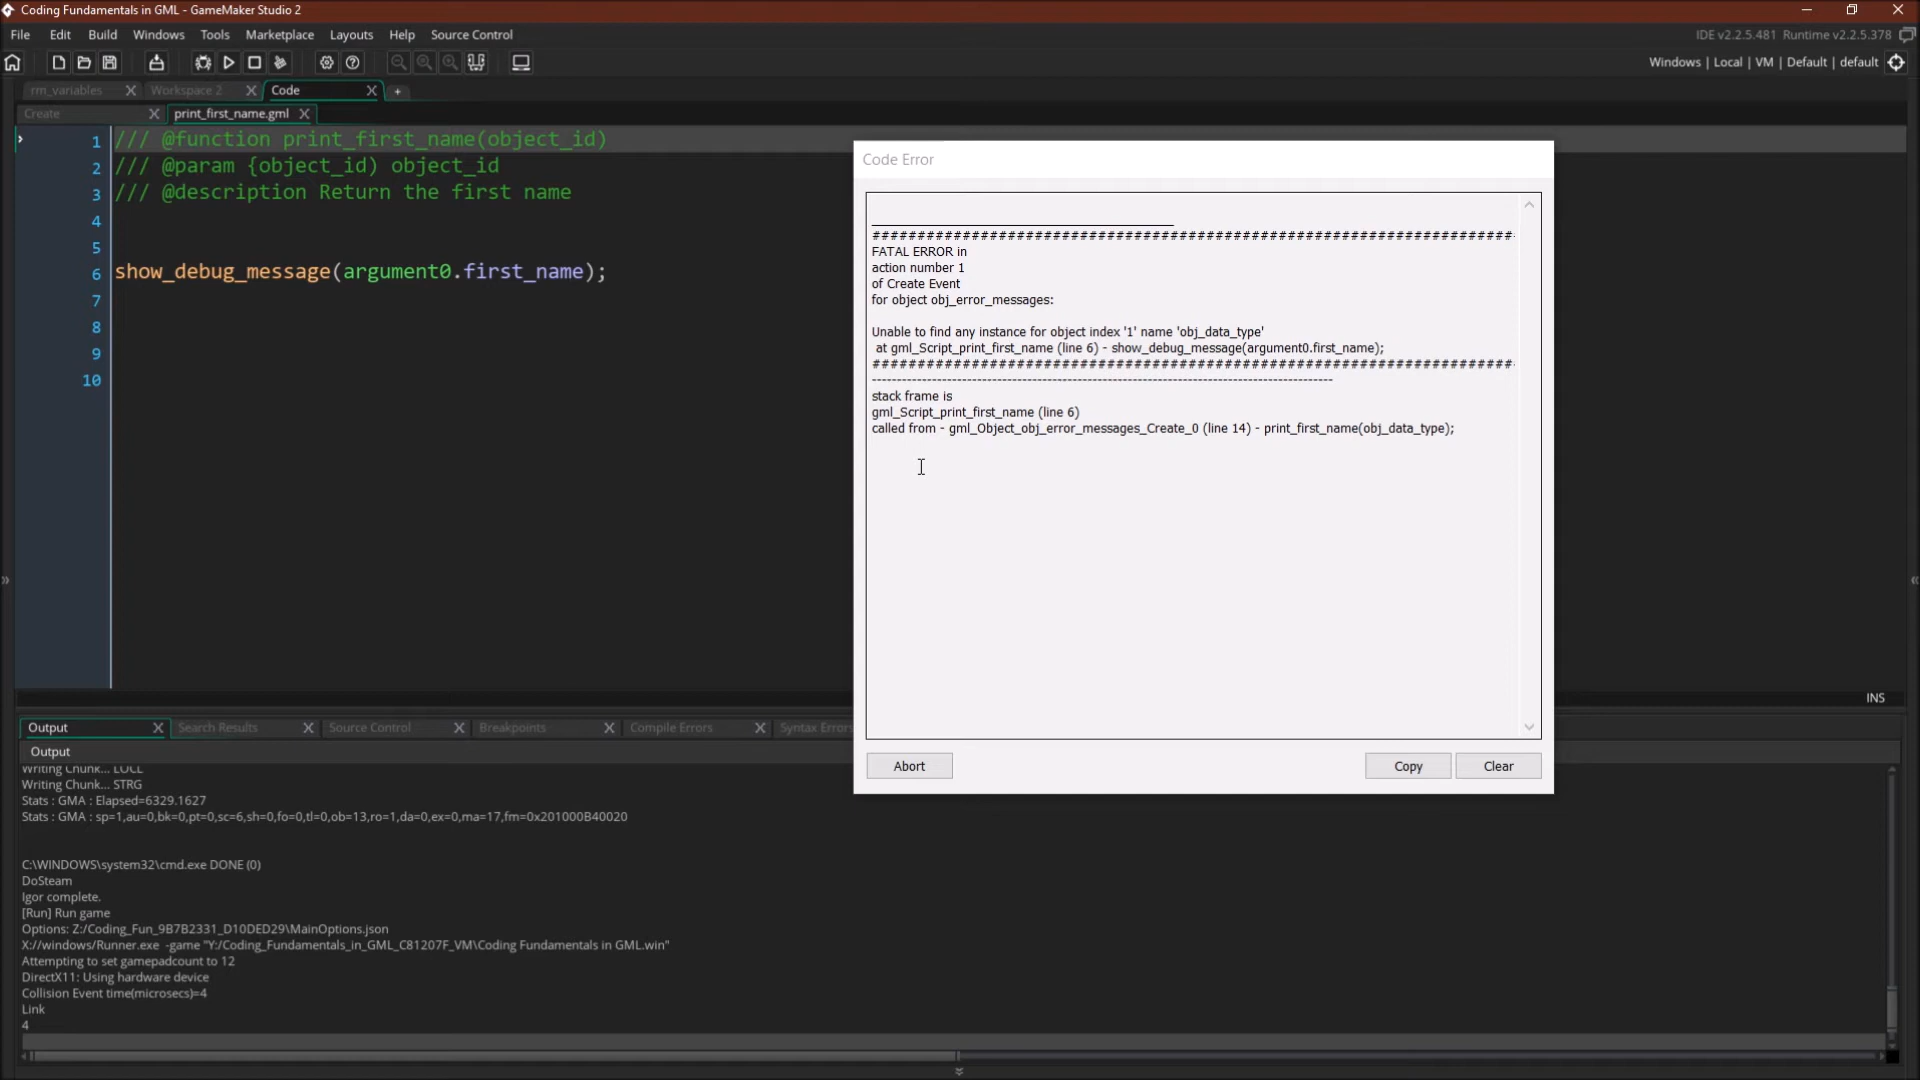 Coding Fundamentals in GML - GameMaker Studio 2
File Edit Build Windows Tools Marketplace Layouts Help Source Control
IDE v2.2.5.481 Runtime v2.2.5.378
Windows | Local | VM | Default | default
rm_variables Workspace 2 Code
Create print_first_name.gml
1 /// @function print_first_name(object_id)
2 /// @param {object_id) object_id
3 /// @description Return the first name
4
5
6 show_debug_message(argument0.first_name);
7
8
9
10
Code Error
____________________________________________
###########################################################################
FATAL ERROR in
action number 1
of Create Event
for object obj_error_messages:
Unable to find any instance for object index '1' name 'obj_data_type'
at gml_Script_print_first_name (line 6) - show_debug_message(argument0.first_name);
###########################################################################
--------------------------------------------------------------------------------------------
stack frame is
gml_Script_print_first_name (line 6)
called from - gml_Object_obj_error_messages_Create_0 (line 14) - print_first_name(obj_data_type);
Abort Copy Clear
INS
Output Search Results Source Control Breakpoints Compile Errors Syntax Errors
Output
Writing Chunk... LOCL
Writing Chunk... STRG
Stats : GMA : Elapsed=6329.1627
Stats : GMA : sp=1,au=0,bk=0,pt=0,sc=6,sh=0,fo=0,tl=0,ob=13,ro=1,da=0,ex=0,ma=17,fm=0x201000B40020
C:\WINDOWS\system32\cmd.exe DONE (0)
DoSteam
Igor complete.
[Run] Run game
Options: Z:/Coding_Fun_9B7B2331_D10DED29\MainOptions.json
X://windows/Runner.exe -game "Y:/Coding_Fundamentals_in_GML_C81207F_VM\Coding Fundamentals in GML.win"
Attempting to set gamepadcount to 12
DirectX11: Using hardware device
Collision Event time(microsecs)=4
Link
4